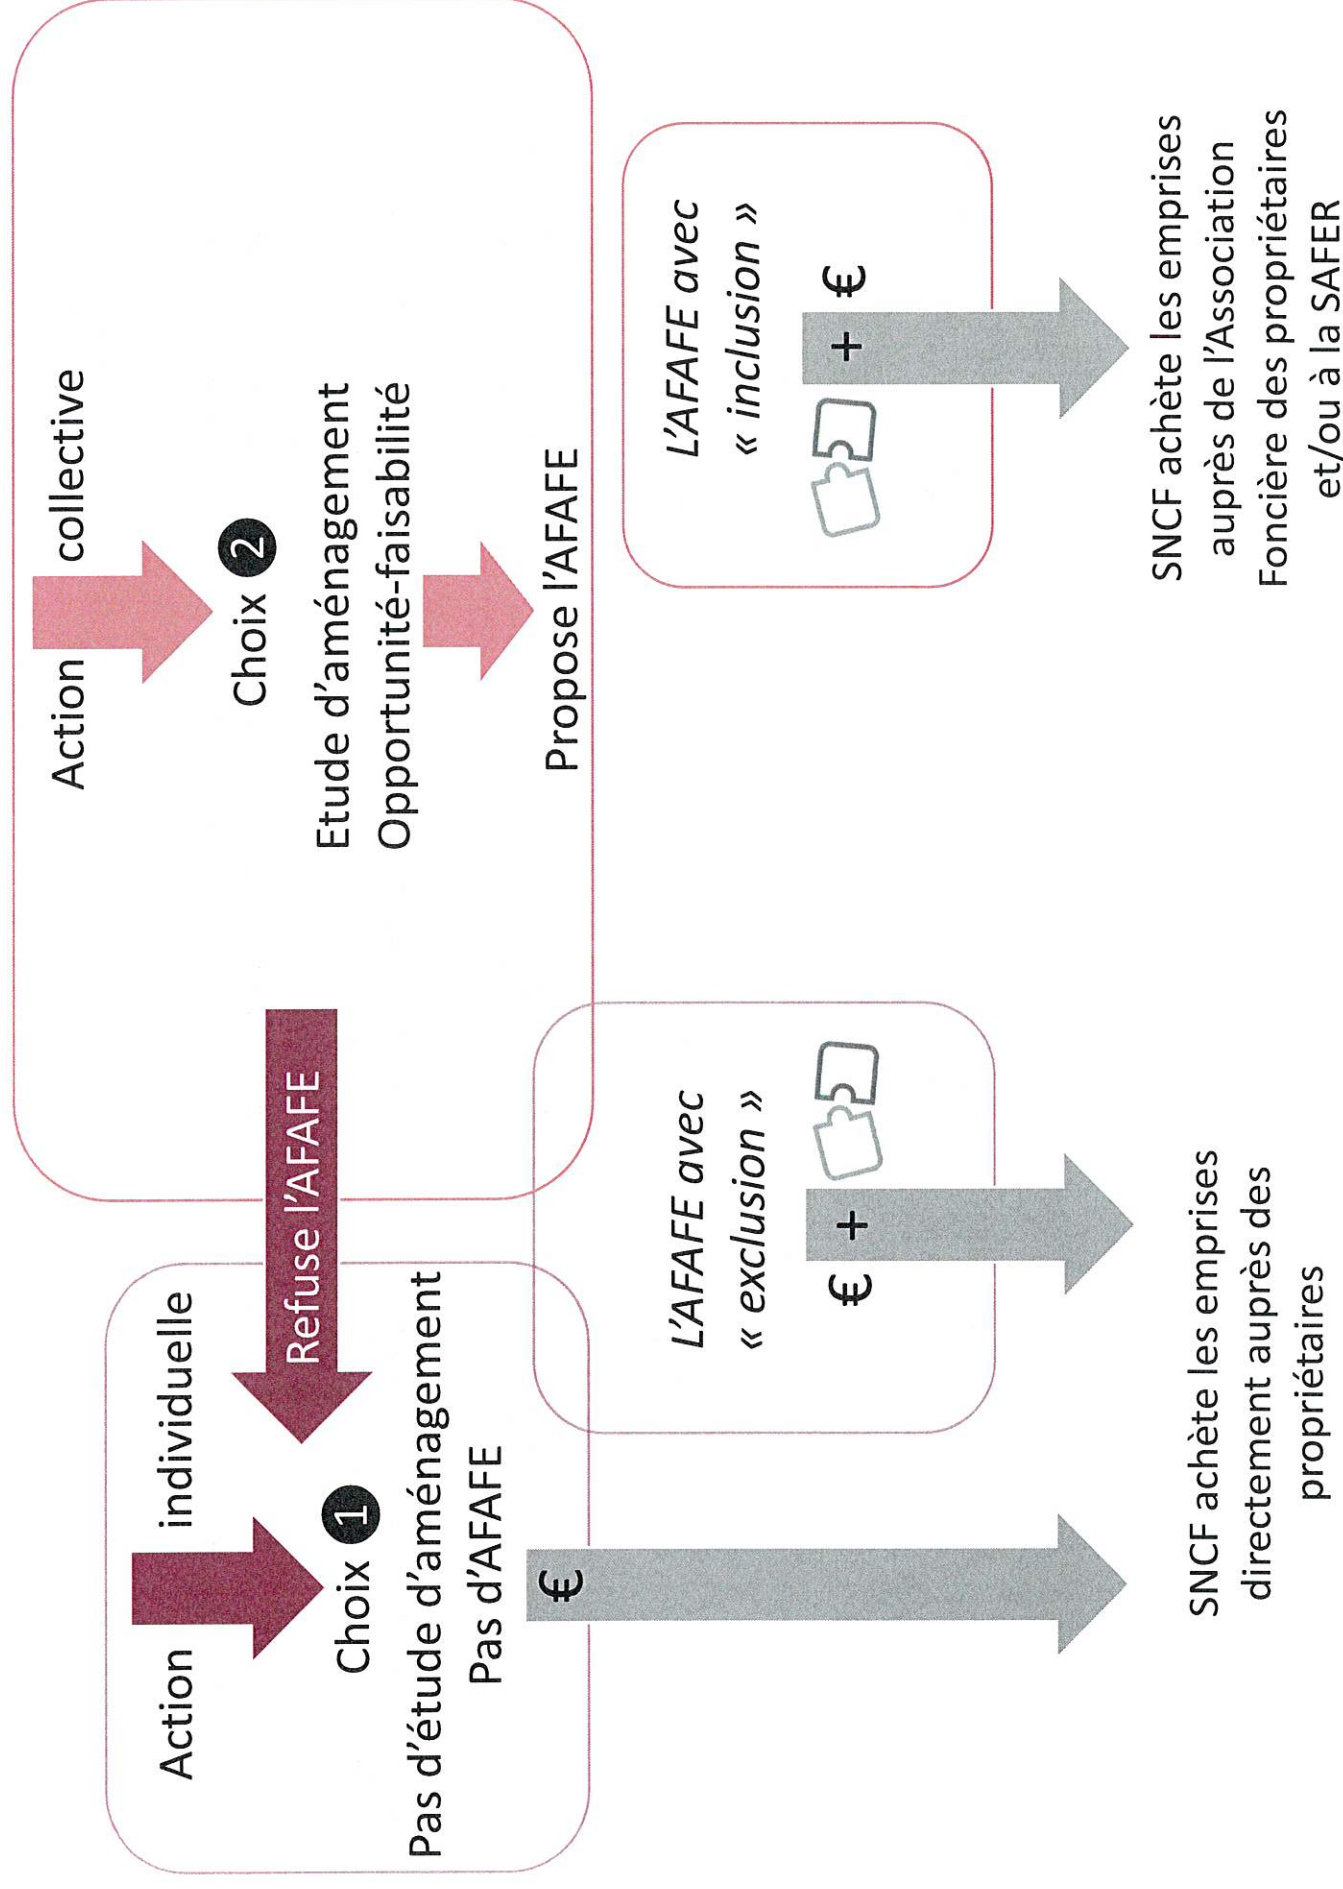 Action individuelle
Choix 1
Pas d'étude d'aménagement
Pas d'AFAFE
€
Refuse l'AFAFE
Action collective
Choix 2
Etude d'aménagement
Opportunité-faisabilité
Propose l'AFAFE
L'AFAFE avec
« exclusion »
€ +
L'AFAFE avec
« inclusion »
+ €
SNCF achète les emprises
directement auprès des
propriétaires
SNCF achète les emprises
auprès de l'Association
Foncière des propriétaires
et/ou à la SAFER